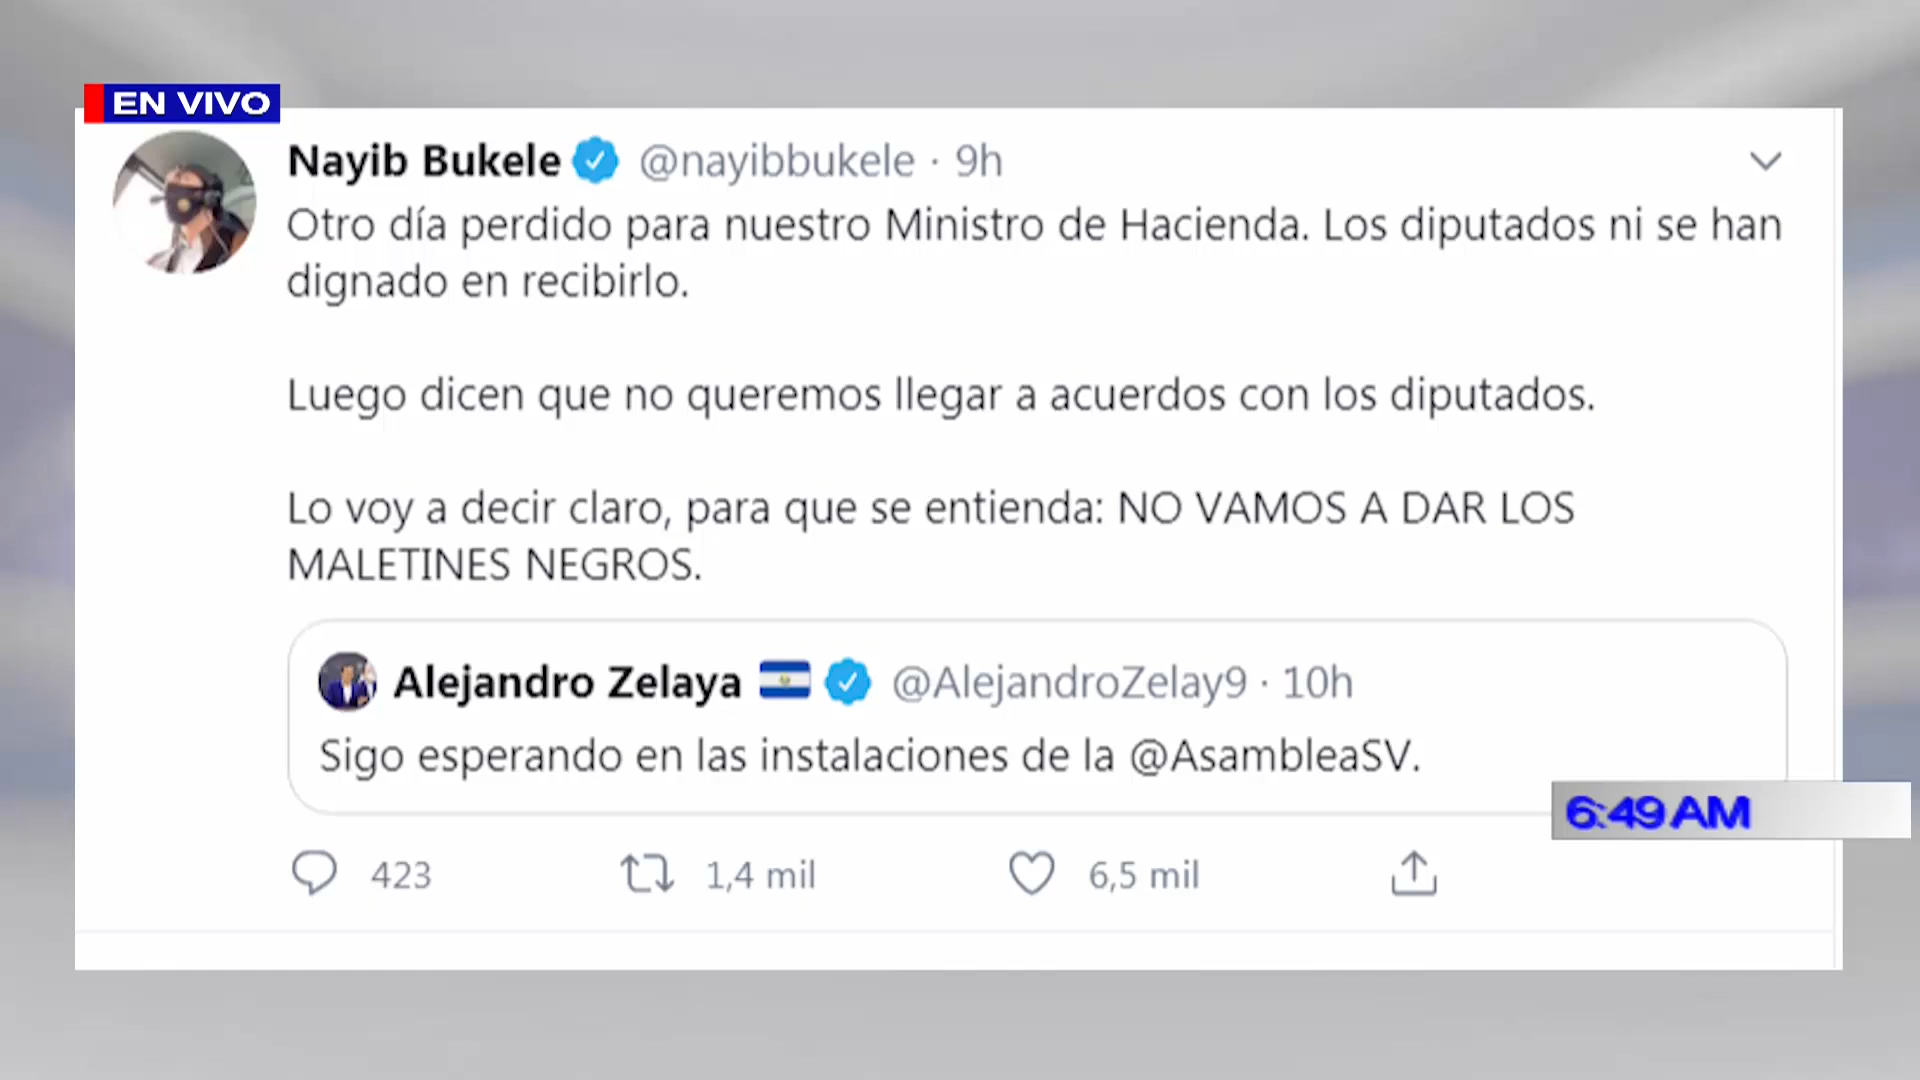 EN VIVO
Nayib Bukele @nayibbukele · 9h
Otro día perdido para nuestro Ministro de Hacienda. Los diputados ni se han
dignado en recibirlo.
Luego dicen que no queremos llegar a acuerdos con los diputados.
Lo voy a decir claro, para que se entienda: NO VAMOS A DAR LOS
MALETINES NEGROS.
Alejandro Zelaya @AlejandroZelay9 · 10h
Sigo esperando en las instalaciones de la @AsambleaSV.
6:49 AM
423 1,4 mil 6,5 mil